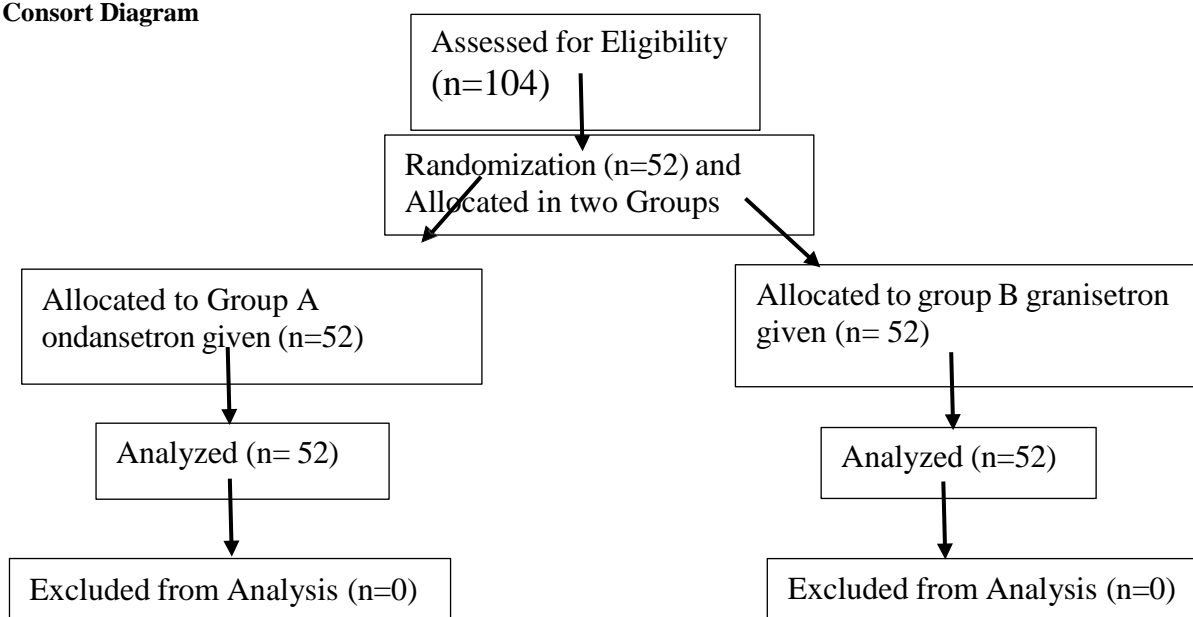 Consort Diagram
Assessed for Eligibility
(n=104)
Randomization (n=52) and
Allocated in two Groups
Allocated to Group A
ondansetron given (n=52)
Allocated to group B granisetron
given (n= 52)
Analyzed (n= 52)
Analyzed (n=52)
Excluded from Analysis (n=0)
Excluded from Analysis (n=0)